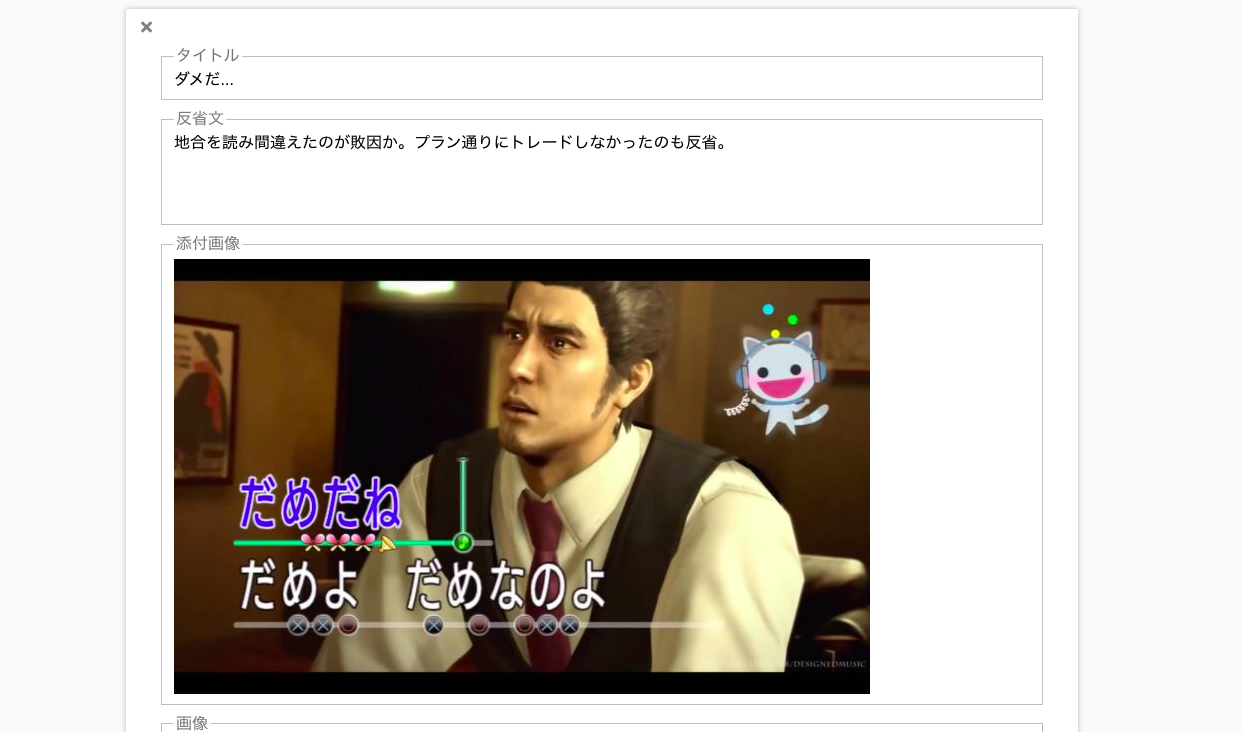 タイトル
ダメだ...
反省文
地合を読み間違えたのが敗因か。プラン通りにトレードしなかったのも反省。
添付画像
だめだね
だめよ だめなのよ
/DESIGNEDMUSIC
画像